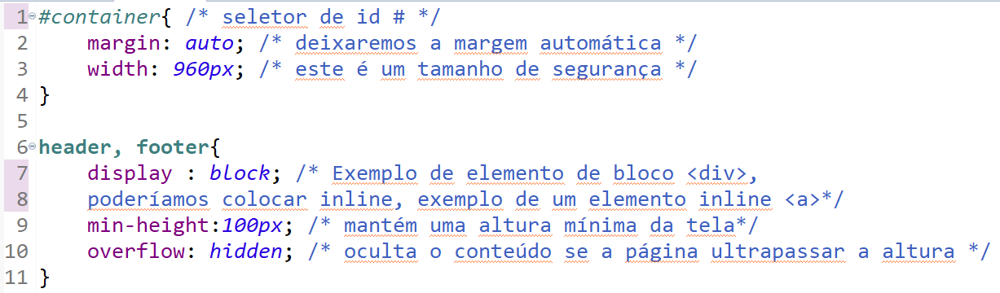 1 #container{ /* seletor de id # */
2 margin: auto; /* deixaremos a margem automática */
3 width: 960px; /* este é um tamanho de segurança */
4 }
5
6 header, footer{
7 display : block; /* Exemplo de elemento de bloco <div>,
8 poderíamos colocar inline, exemplo de um elemento inline <a>*/
9 min-height:100px; /* mantém uma altura mínima da tela*/
10 overflow: hidden; /* oculta o conteúdo se a página ultrapassar a altura */
11 }